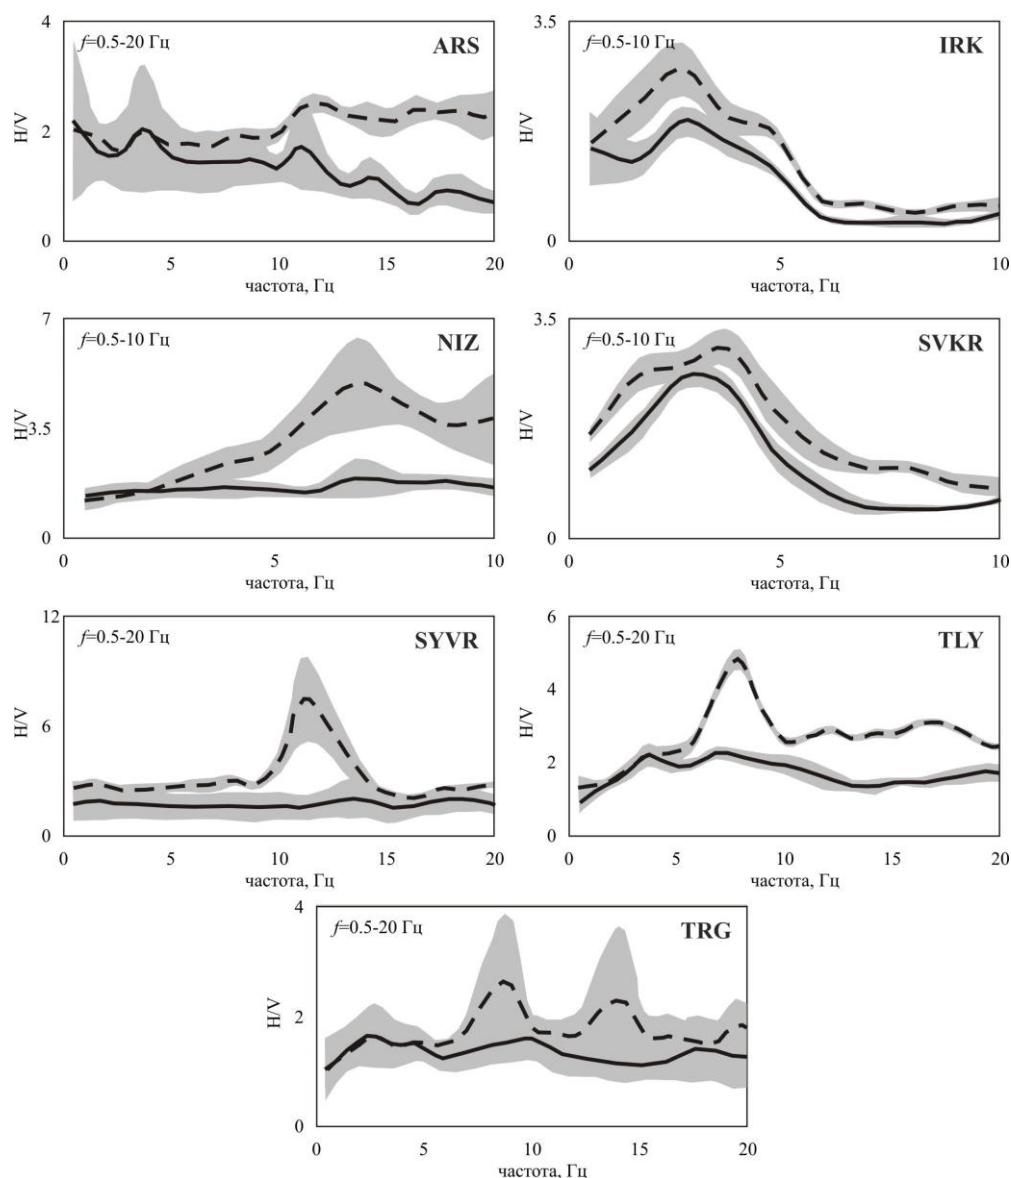 4
f=0.5-20 Гц
ARS
H/V
2
0
0
5
10
15
20
частота, Гц
3.5
f=0.5-10 Гц
IRK
H/V
0
0
5
10
частота, Гц
7
f=0.5-10 Гц
NIZ
H/V
3.5
0
0
5
10
частота, Гц
3.5
f=0.5-10 Гц
SVKR
H/V
0
0
5
10
частота, Гц
12
f=0.5-20 Гц
SYVR
H/V
6
0
0
5
10
15
20
частота, Гц
6
f=0.5-20 Гц
TLY
H/V
4
2
0
0
5
10
15
20
частота, Гц
4
f=0.5-20 Гц
TRG
H/V
2
0
0
5
10
15
20
частота, Гц